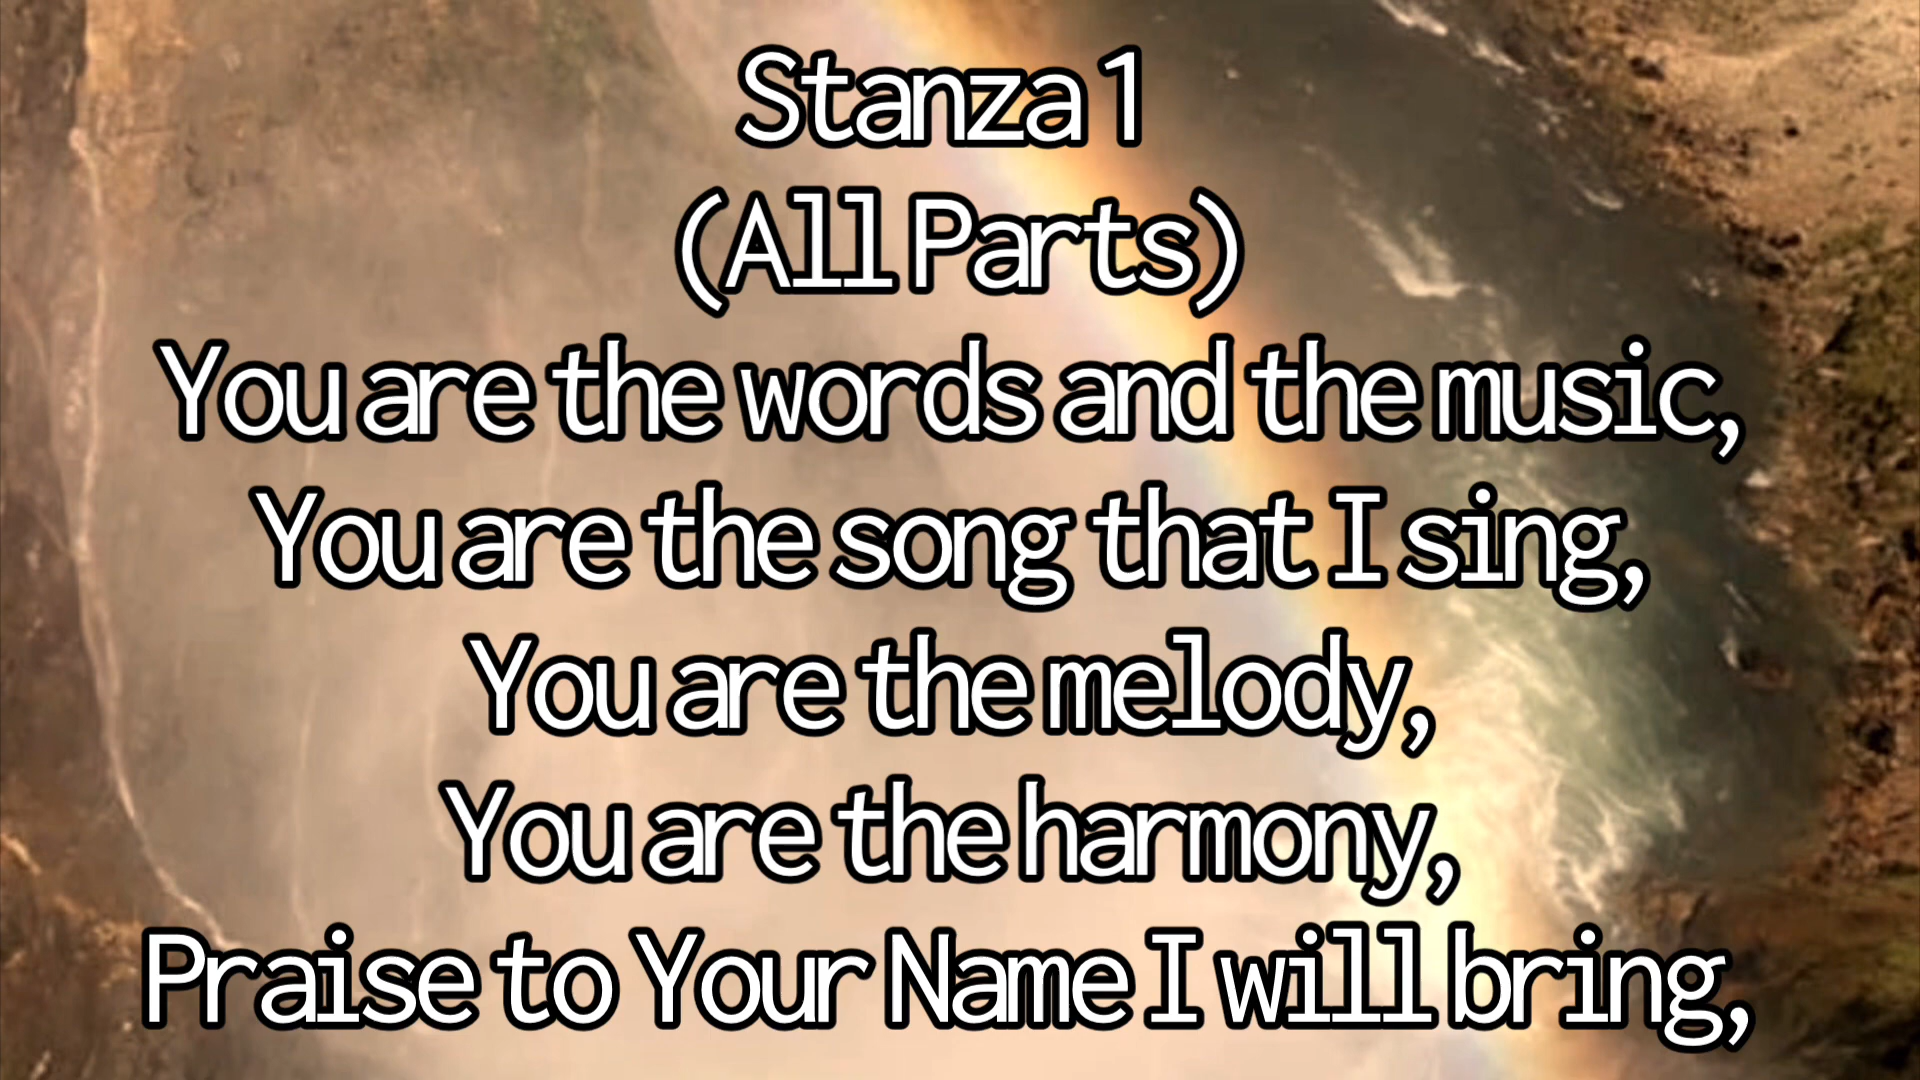 Stanza 1
(All Parts)
You are the words and the music,
You are the song that I sing,
You are the melody,
You are the harmony,
Praise to Your Name I will bring,